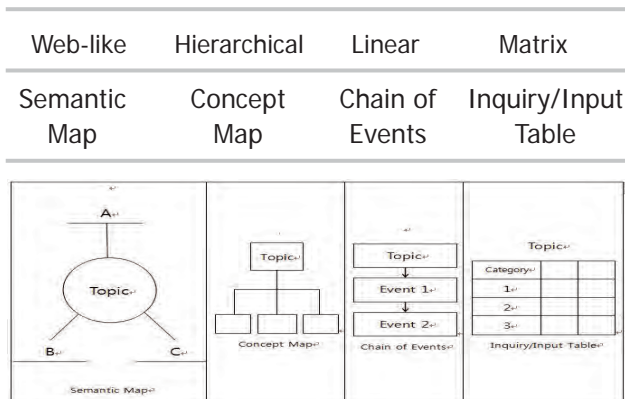 Web-like Hierarchical Linear Matrix
Semantic Map Concept Map Chain of Events Inquiry/Input Table
A
Topic
B
C
Semantic Map
Topic
Concept Map
Topic
Event 1
Event 2
Chain of Events
Topic
Category
1
2
3
Inquiry/Input Table